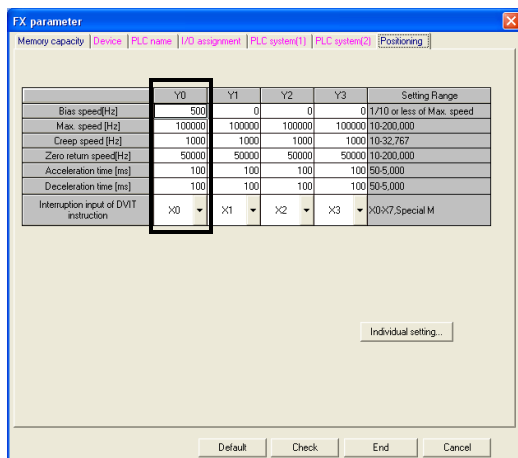 FX parameter
Memory capacity Device PLC name I/O assignment PLC system(1) PLC system(2) Positioning
Y0 Y1 Y2 Y3 Setting Range
Bias speed[Hz] 500 0 0 0 1/10 or less of Max. speed
Max. speed [Hz] 100000 100000 100000 100000 10-200,000
Creep speed [Hz] 1000 1000 1000 1000 10-32,767
Zero return speed[Hz] 50000 50000 50000 50000 10-200,000
Acceleration time [ms] 100 100 100 100 50-5,000
Deceleration time [ms] 100 100 100 100 50-5,000
Interruption input of DVIT
instruction X0 X1 X2 X3 X0-X7,Special M
Individual setting...
Default Check End Cancel